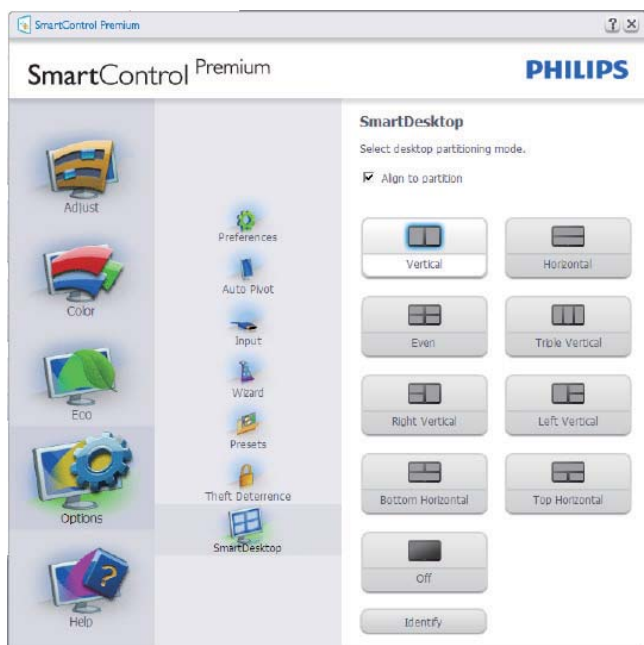 SmartControl Premium
SmartControl Premium
PHILIPS
Adjust
Color
Eco
Options
Help
Preferences
Auto Pivot
Input
Wizard
Presets
Theft Deterrence
SmartDesktop
SmartDesktop
Select desktop partitioning mode.
Align to partition
Vertical
Horizontal
Even
Triple Vertical
Right Vertical
Left Vertical
Bottom Horizontal
Top Horizontal
Off
Identify